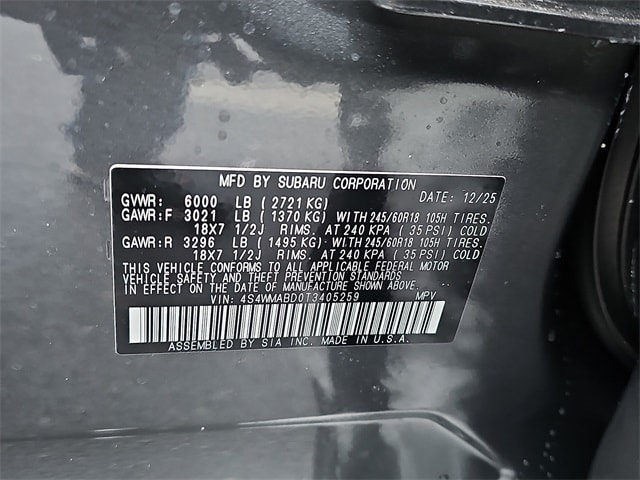 MFD BY SUBARU CORPORATION
GVWR: 6000 LB (2721 KG) DATE: 12/25
GAWR:F 3021 LB (1370 KG) WITH 245/60R18 105H TIRES.
18X7 1/2J RIMS. AT 240 KPA (35 PSI) COLD
GAWR:R 3296 LB (1495 KG) WITH 245/60R18 105H TIRES.
18X7 1/2J RIMS. AT 240 KPA (35 PSI) COLD
THIS VEHICLE CONFORMS TO ALL APPLICABLE FEDERAL MOTOR
VEHICLE SAFETY AND THEFT PREVENTION STANDARDS
IN EFFECT ON THE DATE OF MANUFACTURE SHOWN ABOVE.
VIN: 4S4WMABD0T3405259 MPV
ASSEMBLED BY SIA INC. MADE IN U.S.A.